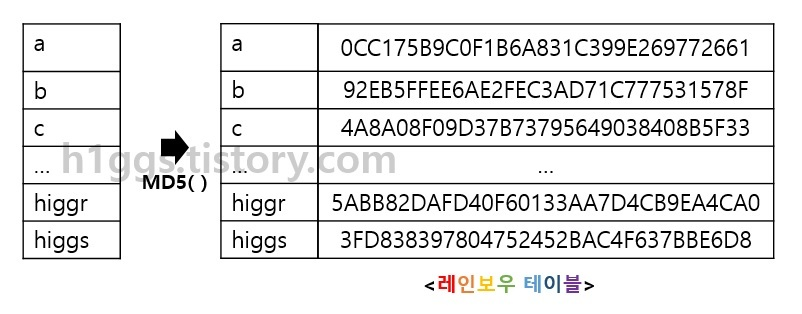 a
a 0CC175B9C0F1B6A831C399E269772661
b
b 92EB5FFEE6AE2FEC3AD71C777531578F
c
c 4A8A08F09D37B73795649038408B5F33
h1ggs.tistory.com
...
... ...
MD5( )
higgr
higgr 5ABB82DAFD40F60133AA7D4CB9EA4CA0
higgs
higgs 3FD838397804752452BAC4F637BBE6D8
<레인보우 테이블>